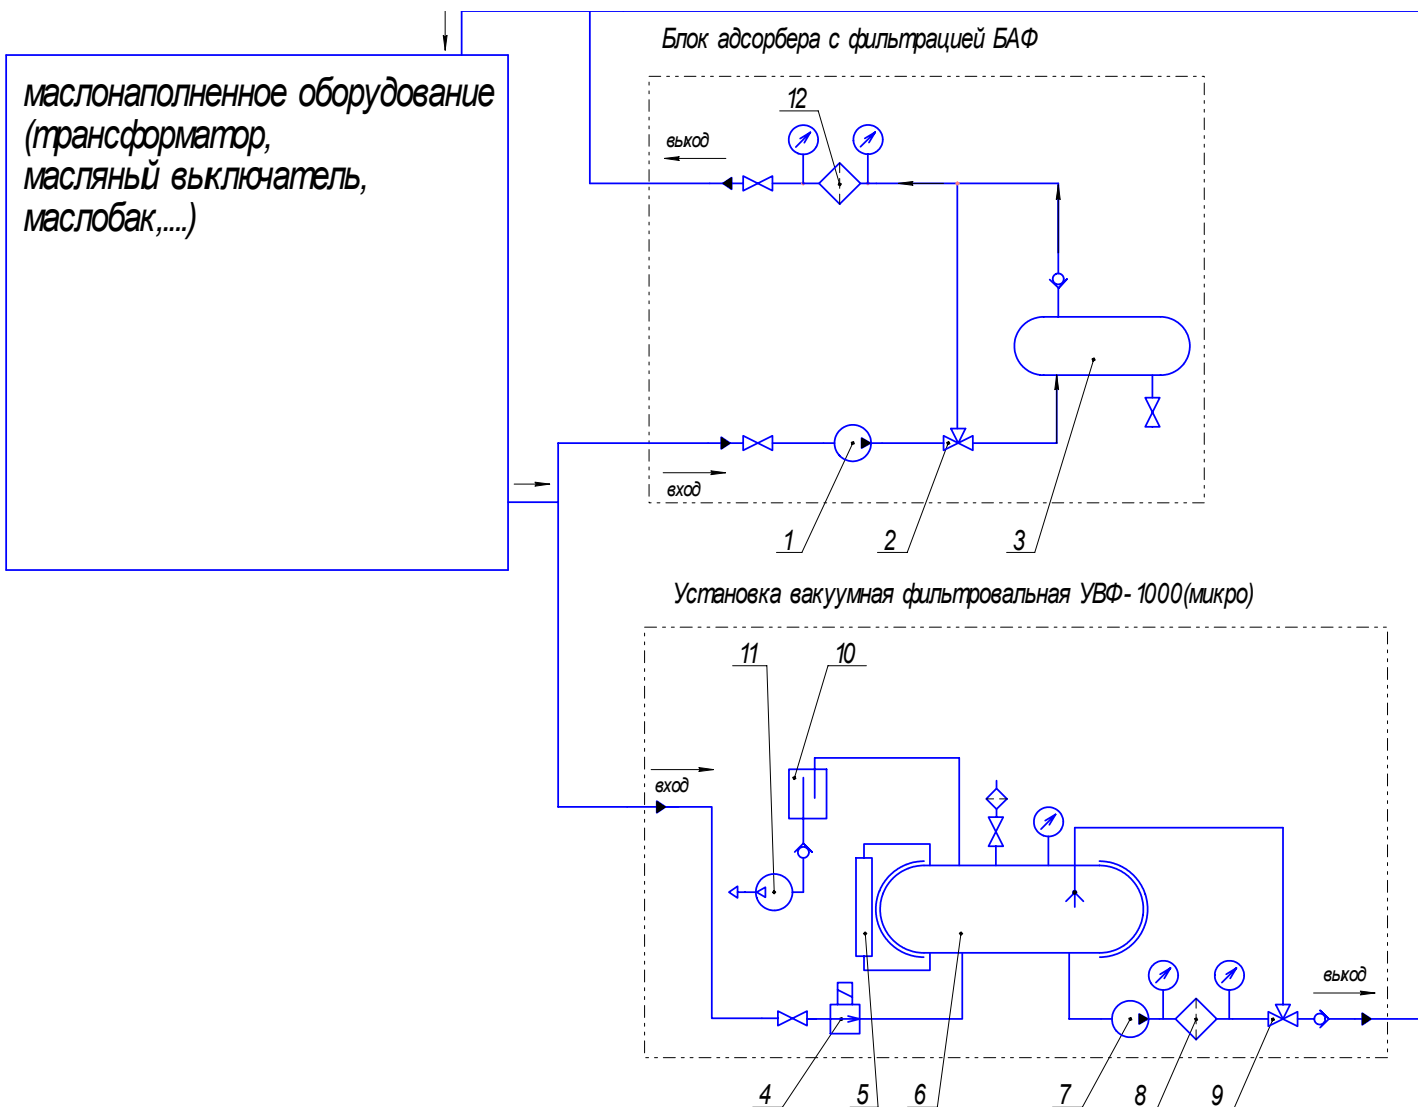 Блок адсорбера с фильтрацией БАФ
маслонаполненное оборудование
(трансформатор,
масляный выключатель,
маслобак,....)
12
выход
вход
1
2
3
Установка вакуумная фильтровальная УВФ-1000(микро)
11
10
вход
выход
4
5
6
7
8
9